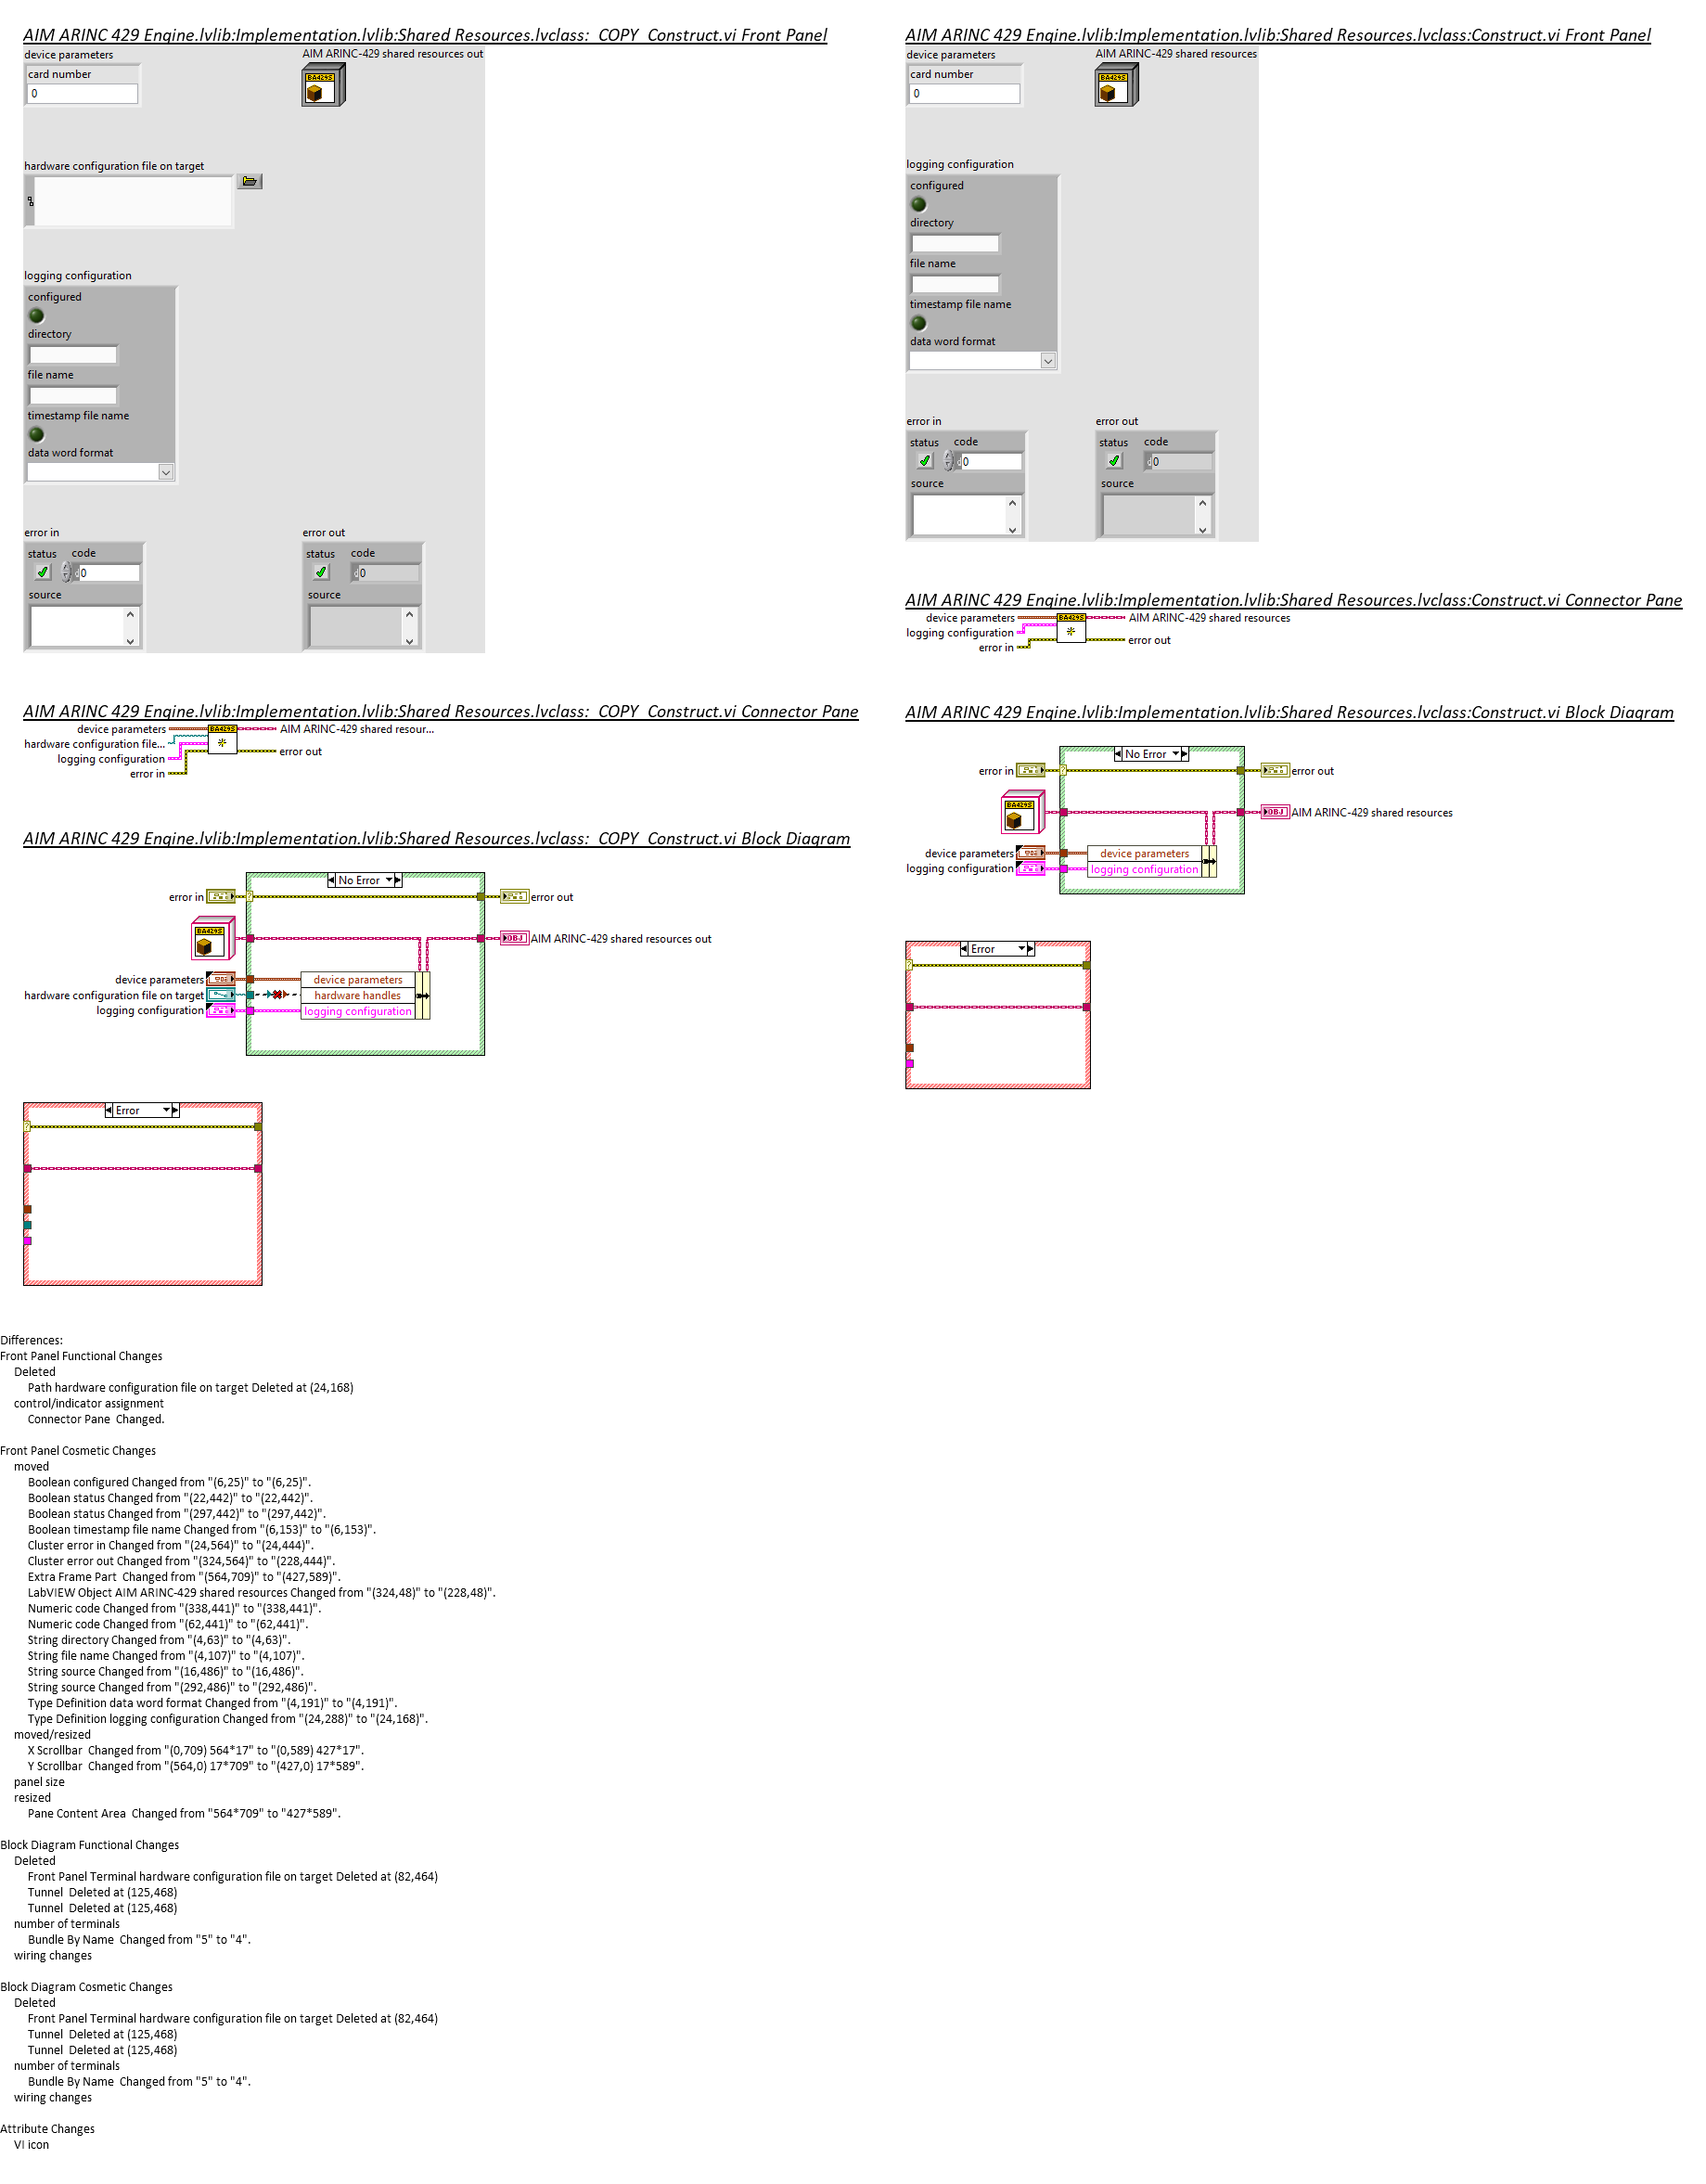 AIM ARINC 429 Engine.lvlib:Implementation.lvlib:Shared Resources.lvclass:_COPY_Construct.vi Front Panel
device parameters
AIM ARINC-429 shared resources out
card number
BA429S
0
hardware configuration file on target
logging configuration
configured
directory
file name
timestamp file name
data word format
error in
error out
status code
status code
0
0
source
source
AIM ARINC 429 Engine.lvlib:Implementation.lvlib:Shared Resources.lvclass:_COPY_Construct.vi Connector Pane
device parameters
BA429S
AIM ARINC-429 shared resour...
hardware configuration file...
logging configuration
error out
error in
AIM ARINC 429 Engine.lvlib:Implementation.lvlib:Shared Resources.lvclass:_COPY_Construct.vi Block Diagram
No Error
error in
error out
BA429S
OBJ
AIM ARINC-429 shared resources out
device parameters
device parameters
hardware configuration file on target
hardware handles
logging configuration
logging configuration
Error
AIM ARINC 429 Engine.lvlib:Implementation.lvlib:Shared Resources.lvclass:Construct.vi Front Panel
device parameters
AIM ARINC-429 shared resources
card number
BA429S
0
logging configuration
configured
directory
file name
timestamp file name
data word format
error in
error out
status code
status code
0
0
source
source
AIM ARINC 429 Engine.lvlib:Implementation.lvlib:Shared Resources.lvclass:Construct.vi Connector Pane
device parameters
BA429S
AIM ARINC-429 shared resources
logging configuration
error out
error in
AIM ARINC 429 Engine.lvlib:Implementation.lvlib:Shared Resources.lvclass:Construct.vi Block Diagram
No Error
error in
error out
BA429S
OBJ
AIM ARINC-429 shared resources
device parameters
device parameters
logging configuration
logging configuration
Error
Differences:
Front Panel Functional Changes
Deleted
Path hardware configuration file on target Deleted at (24,168)
control/indicator assignment
Connector Pane  Changed.
Front Panel Cosmetic Changes
moved
Boolean configured Changed from "(6,25)" to "(6,25)".
Boolean status Changed from "(22,442)" to "(22,442)".
Boolean status Changed from "(297,442)" to "(297,442)".
Boolean timestamp file name Changed from "(6,153)" to "(6,153)".
Cluster error in Changed from "(24,564)" to "(24,444)".
Cluster error out Changed from "(324,564)" to "(228,444)".
Extra Frame Part  Changed from "(564,709)" to "(427,589)".
LabVIEW Object AIM ARINC-429 shared resources Changed from "(324,48)" to "(228,48)".
Numeric code Changed from "(338,441)" to "(338,441)".
Numeric code Changed from "(62,441)" to "(62,441)".
String directory Changed from "(4,63)" to "(4,63)".
String file name Changed from "(4,107)" to "(4,107)".
String source Changed from "(16,486)" to "(16,486)".
String source Changed from "(292,486)" to "(292,486)".
Type Definition data word format Changed from "(4,191)" to "(4,191)".
Type Definition logging configuration Changed from "(24,288)" to "(24,168)".
moved/resized
X Scrollbar  Changed from "(0,709) 564*17" to "(0,589) 427*17".
Y Scrollbar  Changed from "(564,0) 17*709" to "(427,0) 17*589".
panel size
resized
Pane Content Area  Changed from "564*709" to "427*589".
Block Diagram Functional Changes
Deleted
Front Panel Terminal hardware configuration file on target Deleted at (82,464)
Tunnel  Deleted at (125,468)
Tunnel  Deleted at (125,468)
number of terminals
Bundle By Name  Changed from "5" to "4".
wiring changes
Block Diagram Cosmetic Changes
Deleted
Front Panel Terminal hardware configuration file on target Deleted at (82,464)
Tunnel  Deleted at (125,468)
Tunnel  Deleted at (125,468)
number of terminals
Bundle By Name  Changed from "5" to "4".
wiring changes
Attribute Changes
VI icon